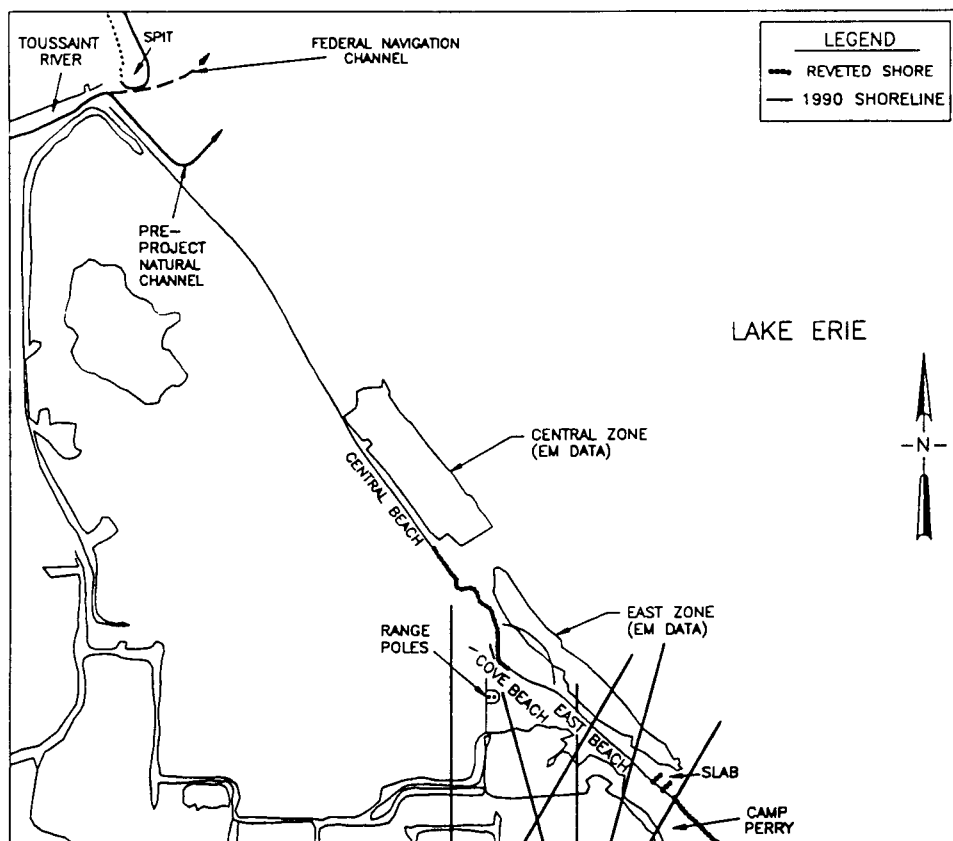 TOUSSAINT
RIVER
SPIT
FEDERAL NAVIGATION
CHANNEL
LEGEND
REVETED SHORE
1990 SHORELINE
PRE-
PROJECT
NATURAL
CHANNEL
LAKE ERIE
-N-
CENTRAL ZONE
(EM DATA)
CENTRAL BEACH
EAST ZONE
(EM DATA)
RANGE
POLES
COVE BEACH
EAST BEACH
SLAB
CAMP
PERRY